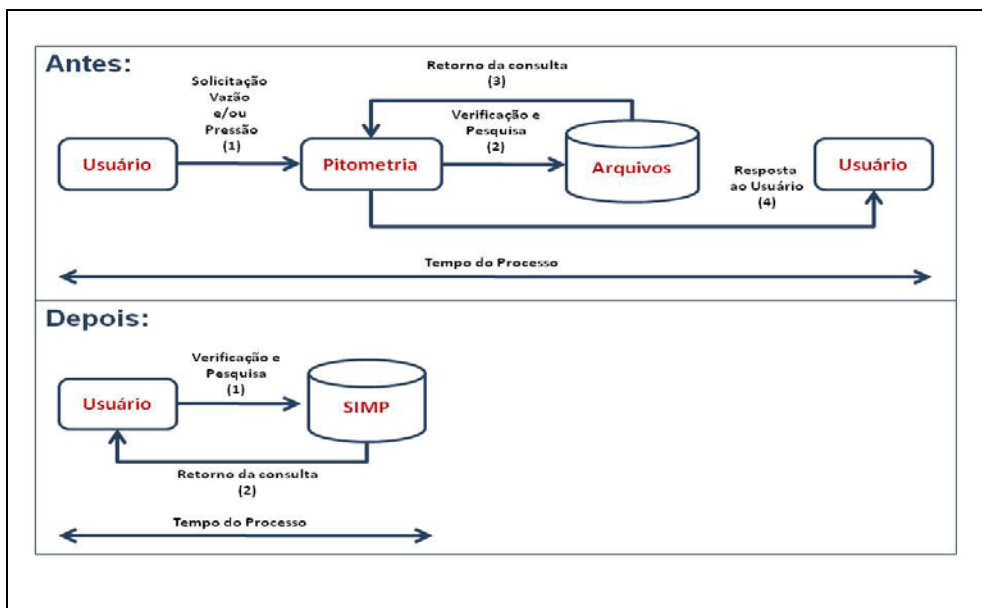 Antes:
Solicitação
Vazão
e/ou
Pressão
(1)
Retorno da consulta
(3)
Verificação e
Pesquisa
(2)
Usuário
Pitometria
Arquivos
Resposta
ao Usuário
(4)
Usuário
Tempo do Processo
Depois:
Verificação e
Pesquisa
(1)
Usuário
SIMP
Retorno da consulta
(2)
Tempo do Processo